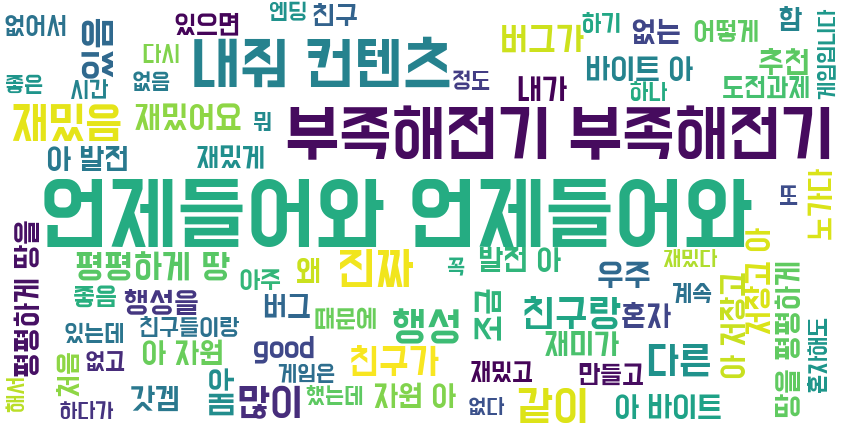 없어서 있으면 엔딩 친구 하기 없는 어떻게 함 게임입니다
있음 다시 내줘 컨텐츠 버그가 바이트 아 추천
좋은 시간 없음 정도 내가 하나 도전과제
재밌음 재밌어요 뭐 부족해전기 부족해전기
아 발전 재밌게
언제들어와 언제들어와 또 노가다
평평하게 땅을 평평하게 땅 아주 왜 진짜 꼭 발전 아 우주 재밌다 저장고 아
좋음 행성을 버그 때문에 행성 조금 친구랑 혼자 계속 아 저장고 땅을 평평하게
있는데 친구들이랑 재미가 혼자해도
처음 없고 아 자원 good 친구가 다른
게임은 재밌고 만들고
해서 갓겜 아봄 많이 했는데 자원 아 같이 아 바이트
하다가 없다